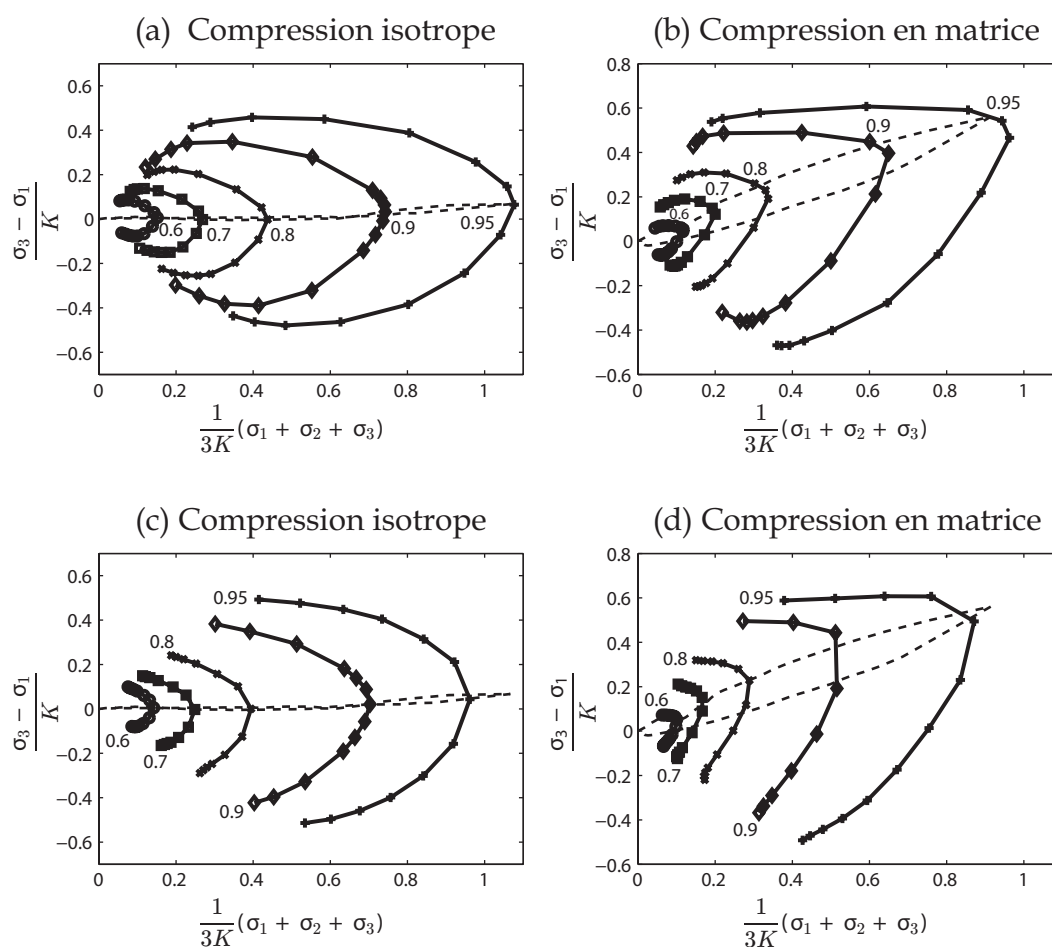 (a) Compression isotrope
0.6
0.4
0.2
0
−0.2
−0.4
−0.6
0.6
0.7
0.8
0.9
0.95
0 0.2 0.4 0.6 0.8 1
σ3 − σ1
K
1
3K
(σ1 + σ2 + σ3)
(b) Compression en matrice
0.8
0.6
0.4
0.2
0
−0.2
−0.4
−0.6
0.6
0.7
0.8
0.9
0.95
0 0.2 0.4 0.6 0.8 1
σ3 − σ1
K
1
3K
(σ1 + σ2 + σ3)
(c) Compression isotrope
0.6
0.4
0.2
0
−0.2
−0.4
−0.6
0.95
0.8
0.6
0.7
0.9
0 0.2 0.4 0.6 0.8 1
σ3 − σ1
K
1
3K
(σ1 + σ2 + σ3)
(d) Compression en matrice
0.8
0.6
0.4
0.2
0
−0.2
−0.4
−0.6
0.95
0.8
0.6
0.7
0.9
0 0.2 0.4 0.6 0.8 1
σ3 − σ1
K
1
3K
(σ1 + σ2 + σ3)